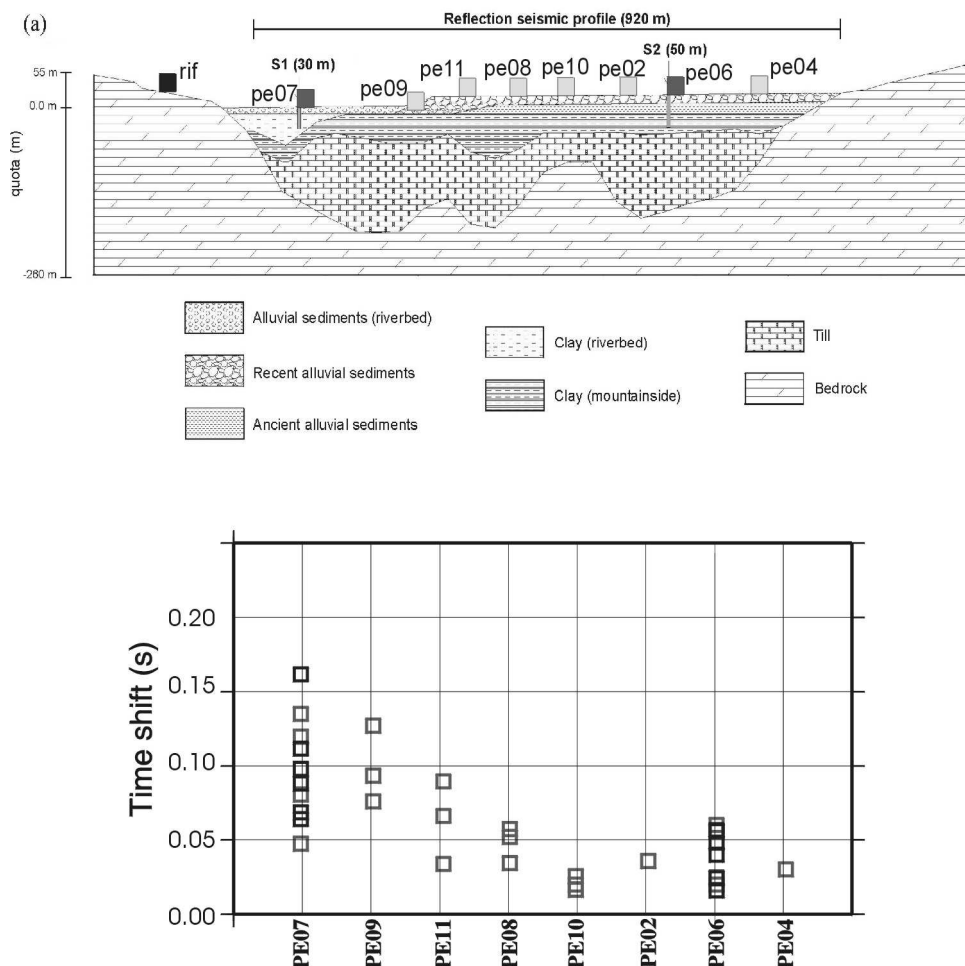 (a)
Reflection seismic profile (920 m)
rif
S1 (30 m)
S2 (50 m)
pe07
pe09
pe11
pe08
pe10
pe02
pe06
pe04
55 m
0.0 m
quota (m)
-280 m
Alluvial sediments (riverbed)
Recent alluvial sediments
Ancient alluvial sediments
Clay (riverbed)
Clay (mountainside)
Till
Bedrock
Time shift (s)
0.20
0.15
0.10
0.05
0.00
PE07
PE09
PE11
PE08
PE10
PE02
PE06
PE04